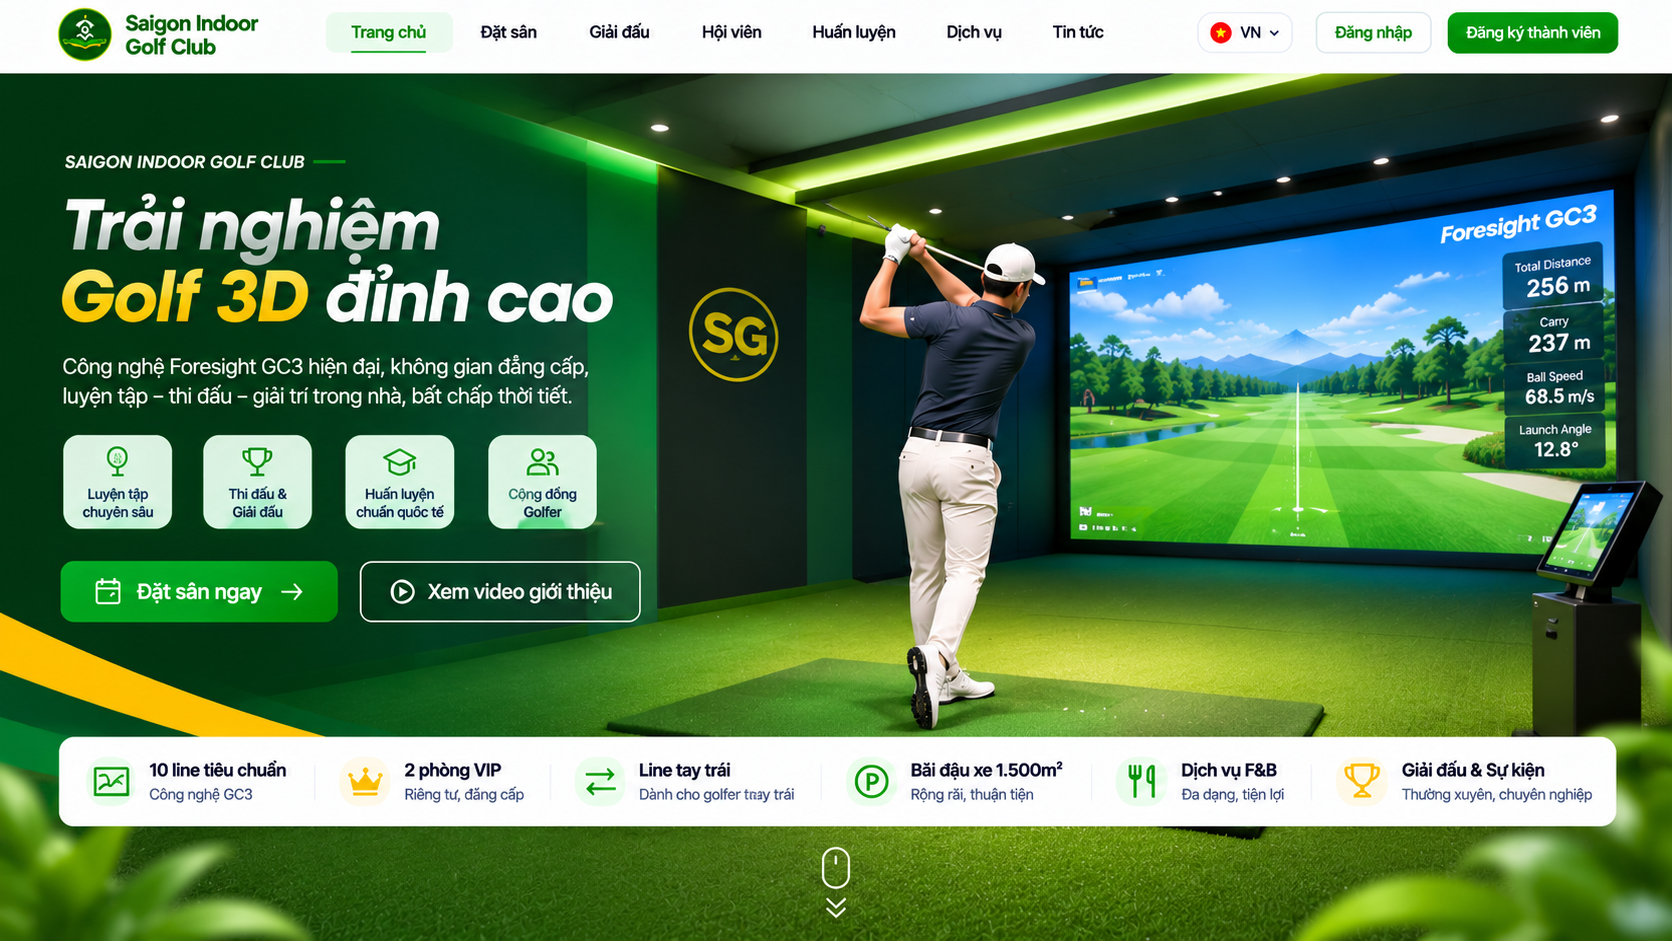 Saigon Indoor
Golf Club
Trang chủ
Đặt sân
Giải đấu
Hội viên
Huấn luyện
Dịch vụ
Tin tức
VN
Đăng nhập
Đăng ký thành viên
SAIGON INDOOR GOLF CLUB
Trải nghiệm
Golf 3D đỉnh cao
Công nghệ Foresight GC3 hiện đại, không gian đẳng cấp,
luyện tập – thi đấu – giải trí trong nhà, bất chấp thời tiết.
Luyện tập
chuyên sâu
Thi đấu &
Giải đấu
Huấn luyện
chuẩn quốc tế
Cộng đồng
Golfer
Đặt sân ngay
Xem video giới thiệu
SG
Foresight GC3
Total Distance
256 m
Carry
237 m
Ball Speed
68.5 m/s
Launch Angle
12.8°
10 line tiêu chuẩn
Công nghệ GC3
2 phòng VIP
Riêng tư, đăng cấp
Line tay trái
Dành cho golfer tay trái
Bãi đậu xe 1.500m²
Rộng rãi, thuận tiện
Dịch vụ F&B
Đa dạng, tiện lợi
Giải đấu & Sự kiện
Thường xuyên, chuyên nghiệp